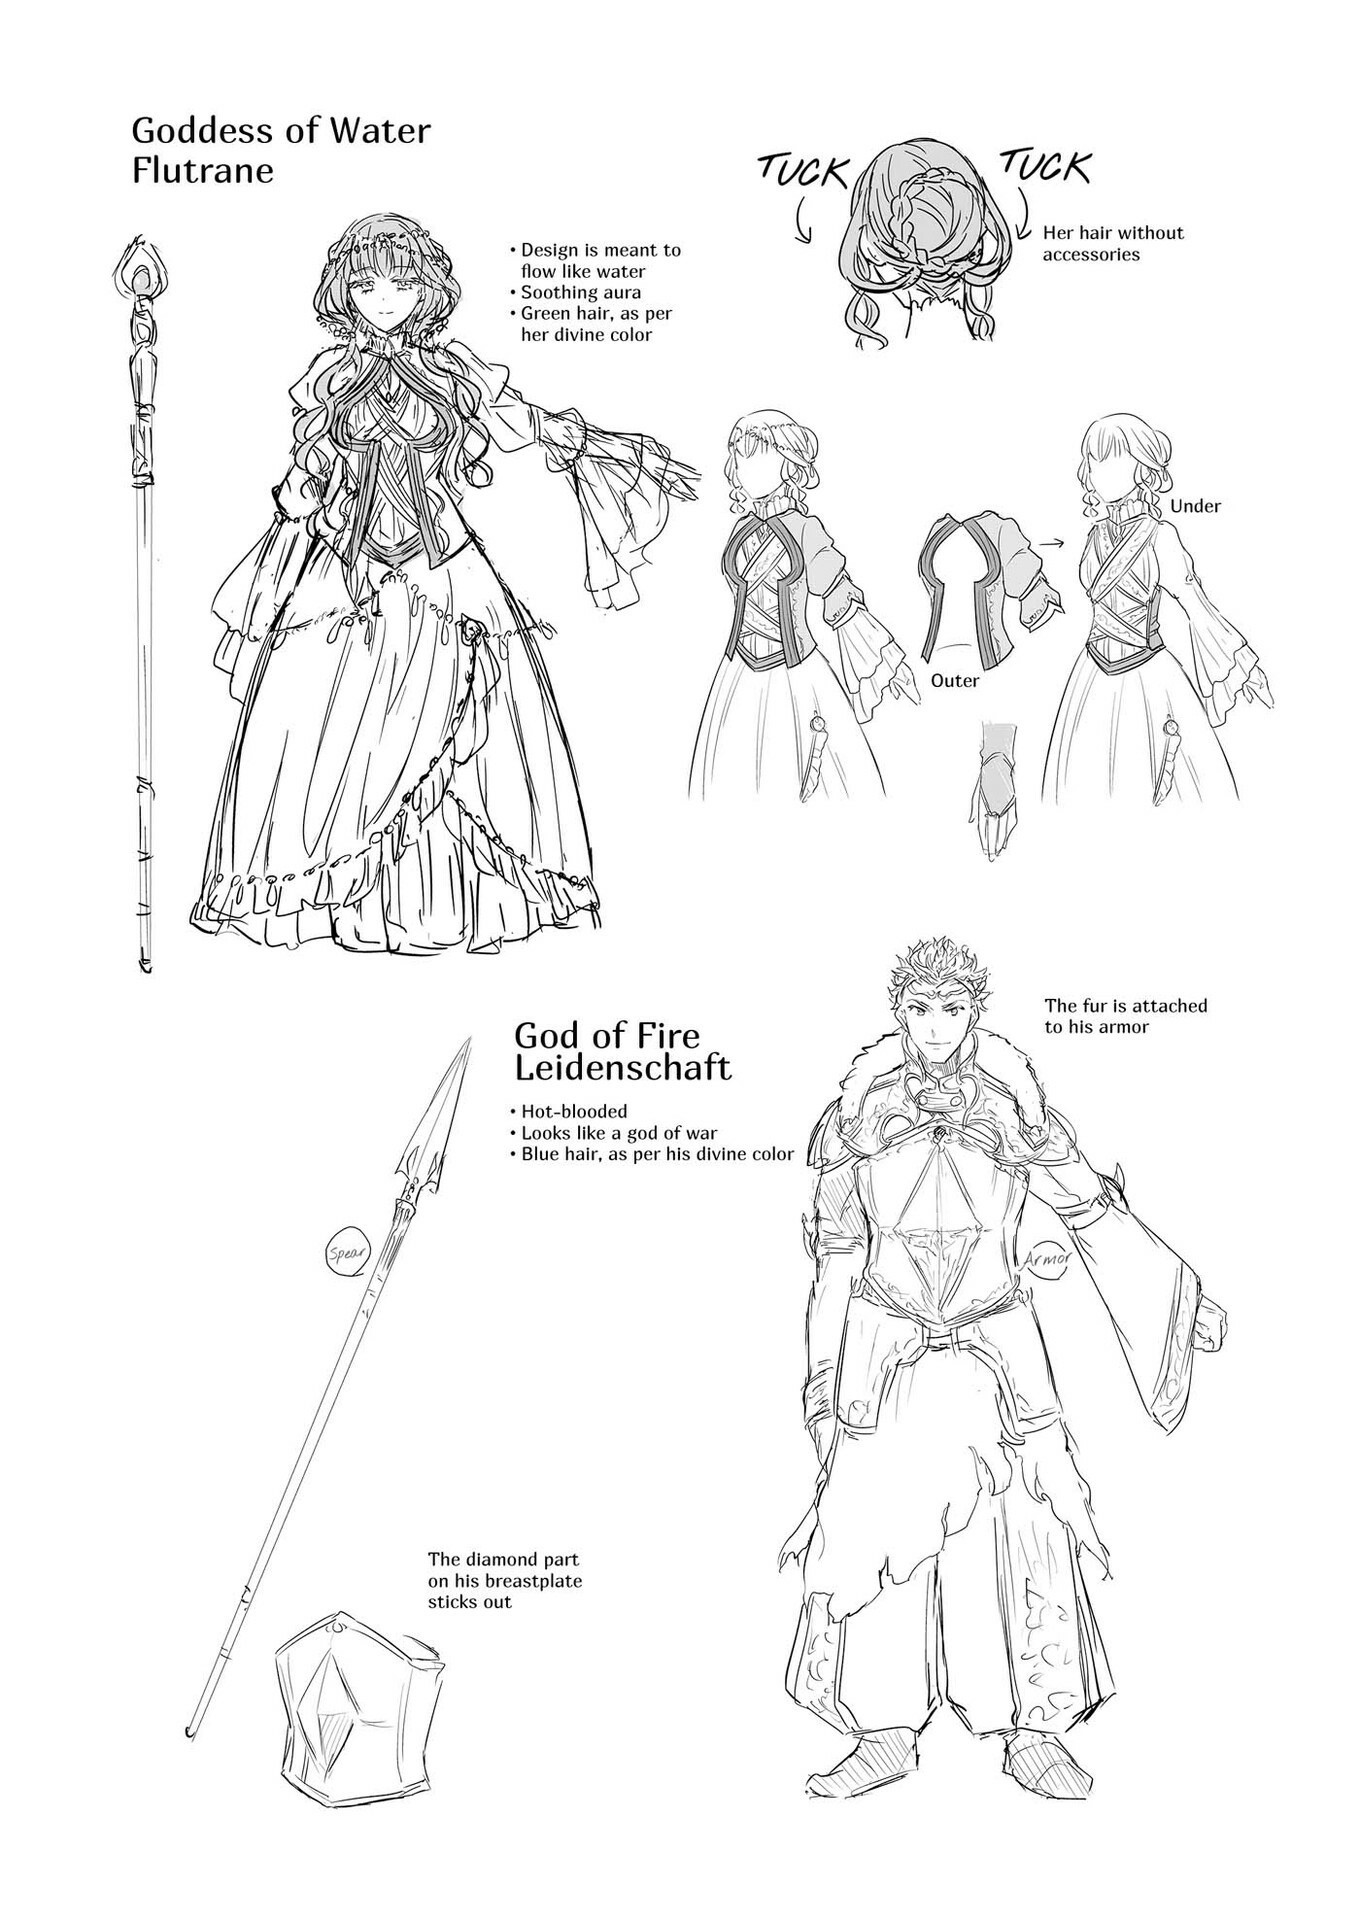 Goddess of Water
Flutrane
• Design is meant to
flow like water
• Soothing aura
• Green hair, as per
her divine color
TUCK
TUCK
Her hair without
accessories
Under
Outer
God of Fire
Leidenschaft
• Hot-blooded
• Looks like a god of war
• Blue hair, as per his divine color
The fur is attached
to his armor
Spear
Armor
The diamond part
on his breastplate
sticks out